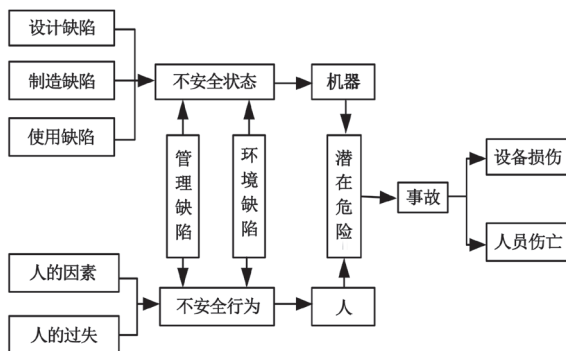 设计缺陷
制造缺陷
使用缺陷
不安全状态
机器
管理缺陷
环境缺陷
潜在危险
事故
设备损伤
人员伤亡
人的因素
人的过失
不安全行为
人